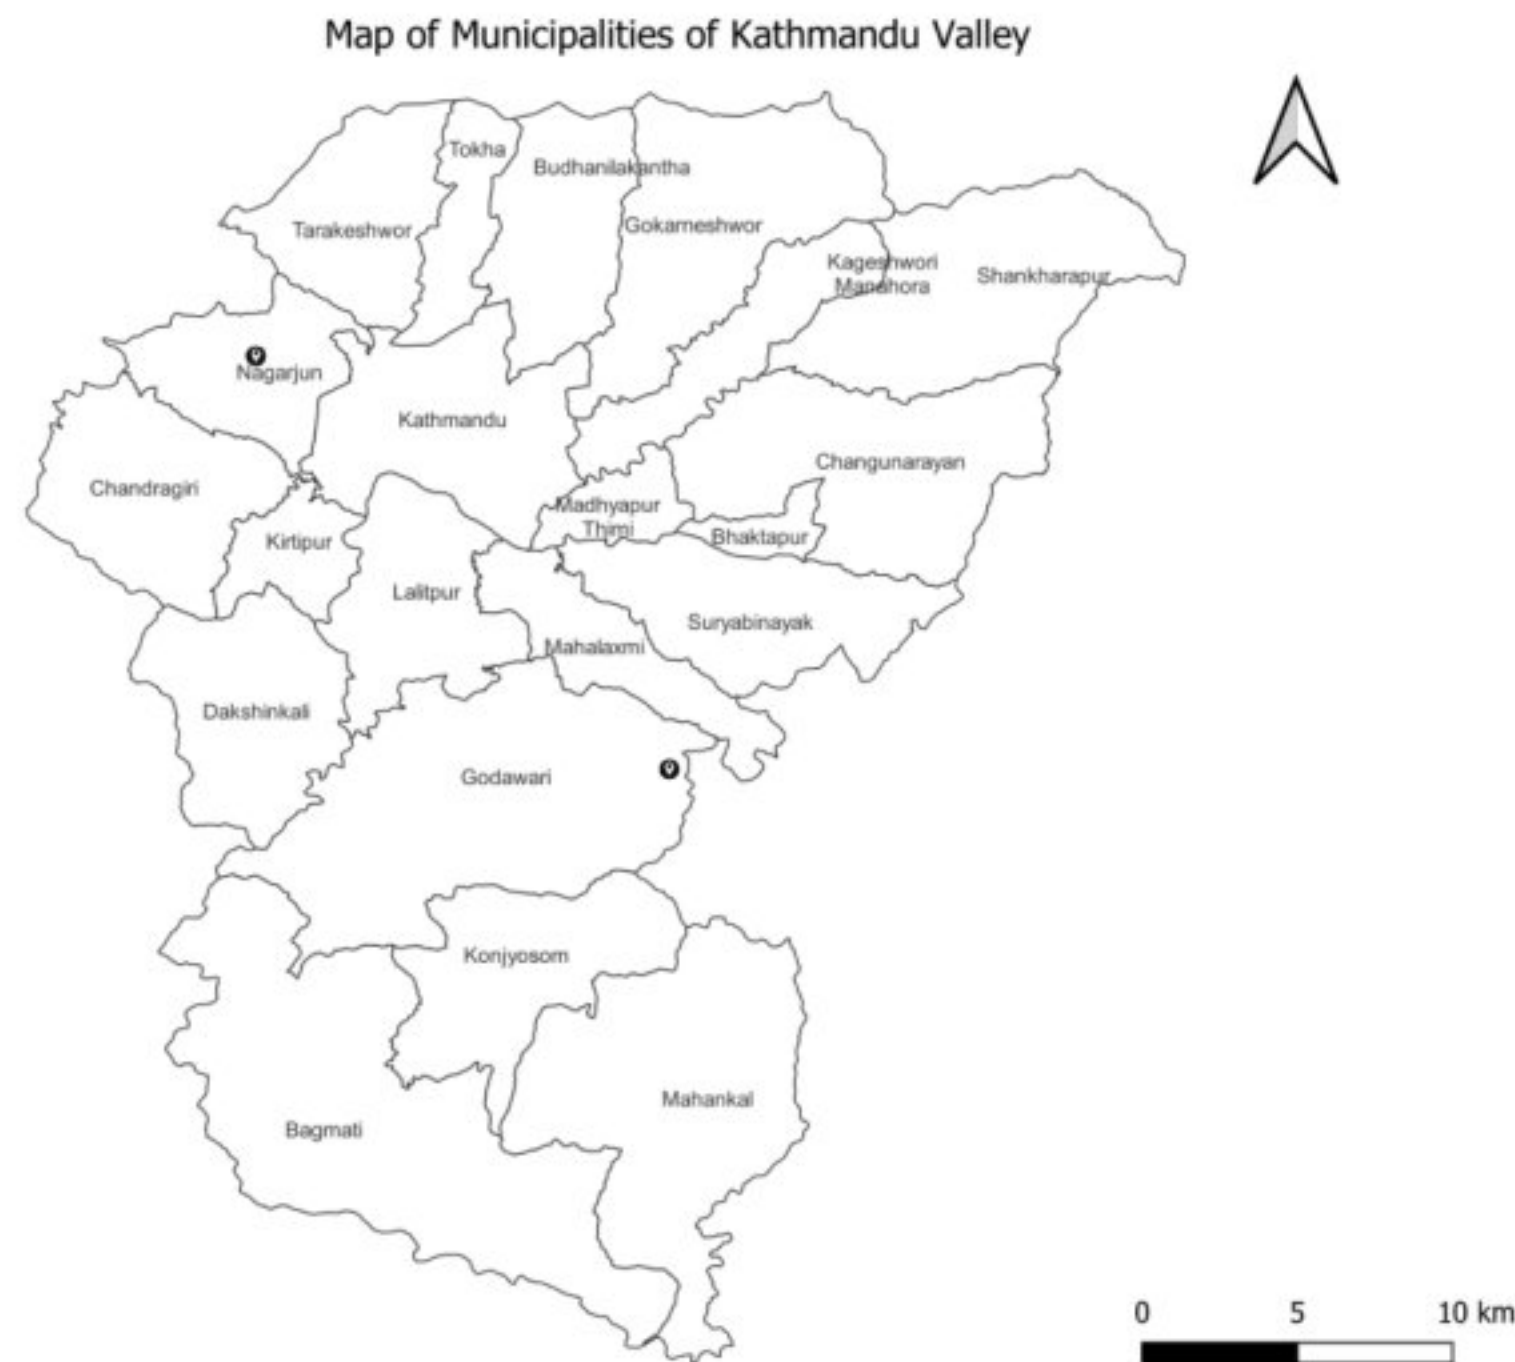 Map of Municipalities of Kathmandu Valley
Tokha
Budhanilakantha
Tarakeshwor
Gokarneshwor
Kageshwori
Manahora
Shankharapur
Nagarjun
Kathmandu
Changunarayan
Chandragiri
Madhyapur
Thimi
Bhaktapur
Kirtipur
Lalitpur
Suryabinayak
Mahalaxmi
Dakshinkali
Godawari
Konjyosom
Mahankal
Bagmati
0 5 10 km